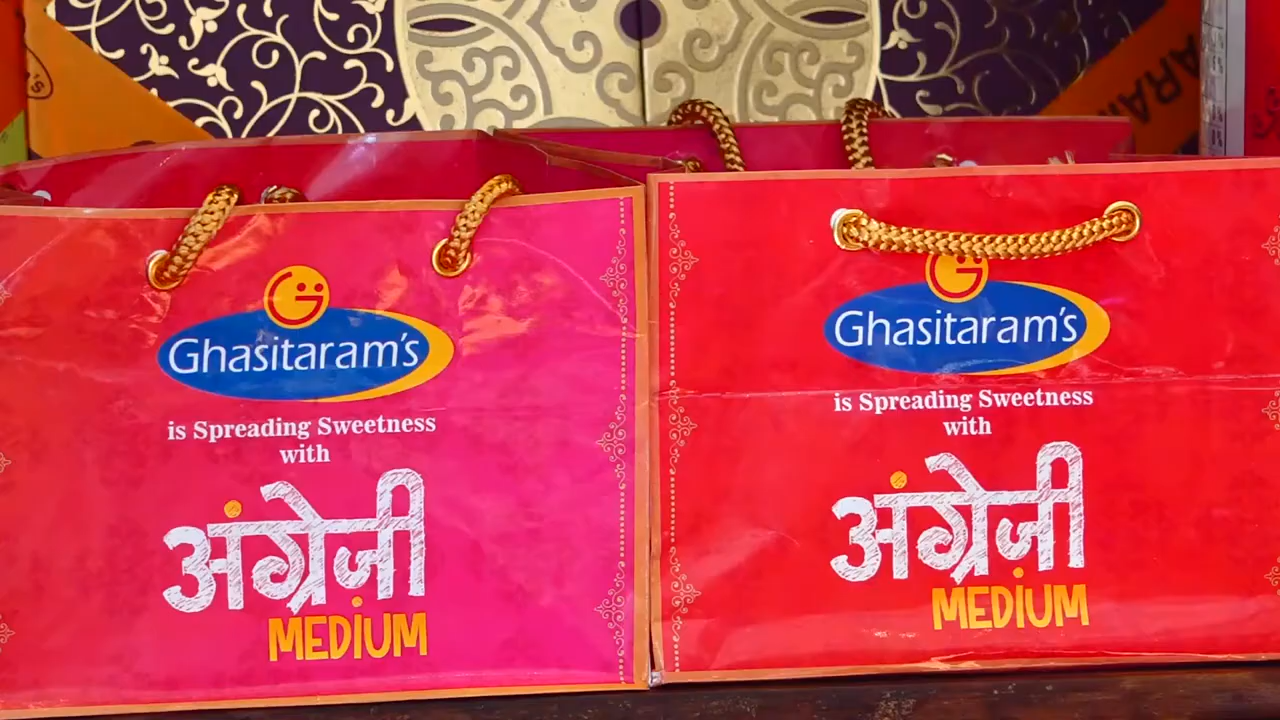 Ghasitaram's
is Spreading Sweetness
with
अंग्रेजी
MEDIUM
Ghasitaram's
is Spreading Sweetness
with
अंग्रेजी
MEDIUM